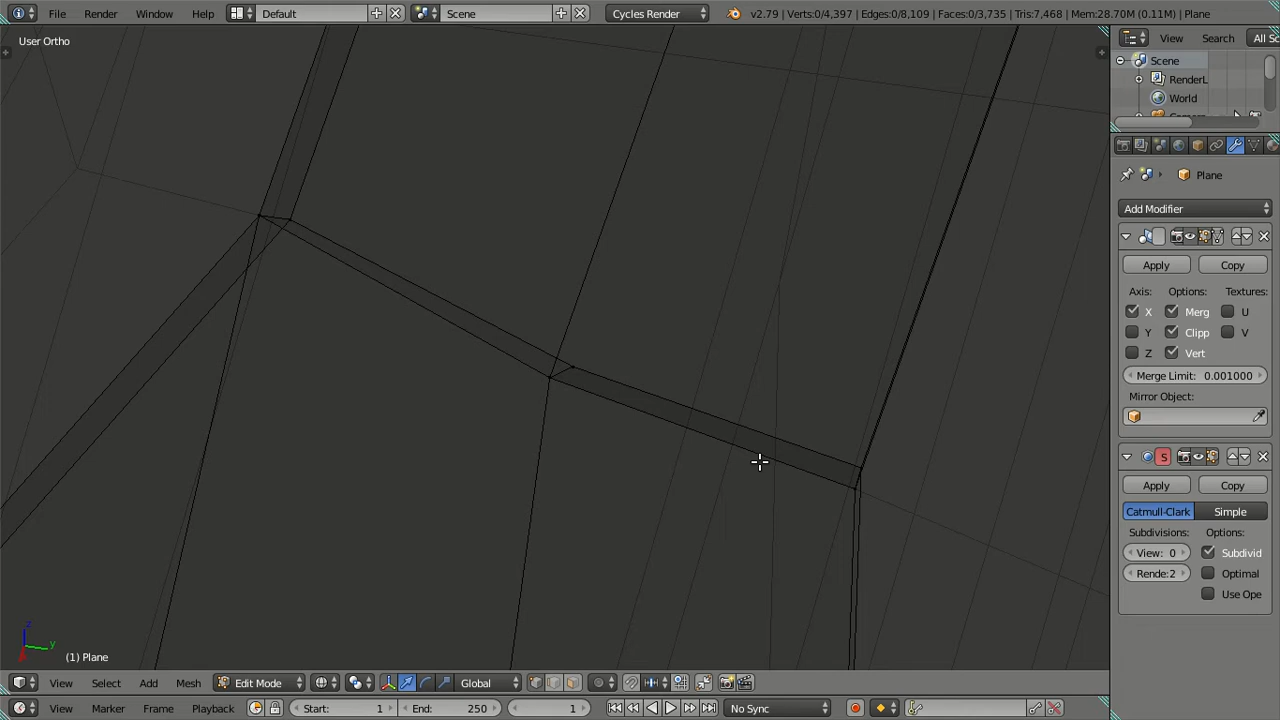 File Render Window Help Default Scene Cycles Render v2.79 | Verts:0/4,397 | Edges:0/8,109 | Faces:0/3,735 | Tris:7,468 | Mem:28.70M (0.11M) | Plane
User Ortho
View Search All Sc
Scene
RenderL
World
Plane
Add Modifier
Apply Copy
Axis: Options: Textures:
X Merg U
Y Clipp V
Z Vert
Merge Limit: 0.001000
Mirror Object:
S
Apply Copy
Catmull-Clark Simple
Subdivisions: Options:
View: 0 Subdivid
Rende: 2 Optimal
Use Ope
z
y
(1) Plane
View Select Add Mesh Edit Mode Global
View Marker Frame Playback Start: 1 End: 250 1 No Sync